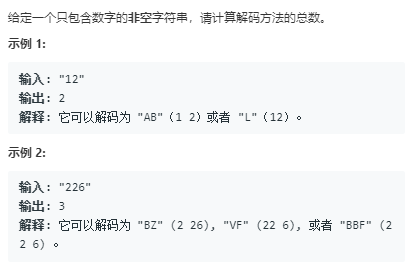 给定一个只包含数字的非空字符串，请计算解码方法的总数。
示例 1:
输入: "12"
输出: 2
解释: 它可以解码为 "AB"（1 2）或者 "L"（12）。
示例 2:
输入: "226"
输出: 3
解释: 它可以解码为 "BZ" (2 26), "VF" (22 6), 或者 "BBF" (2
2 6) 。